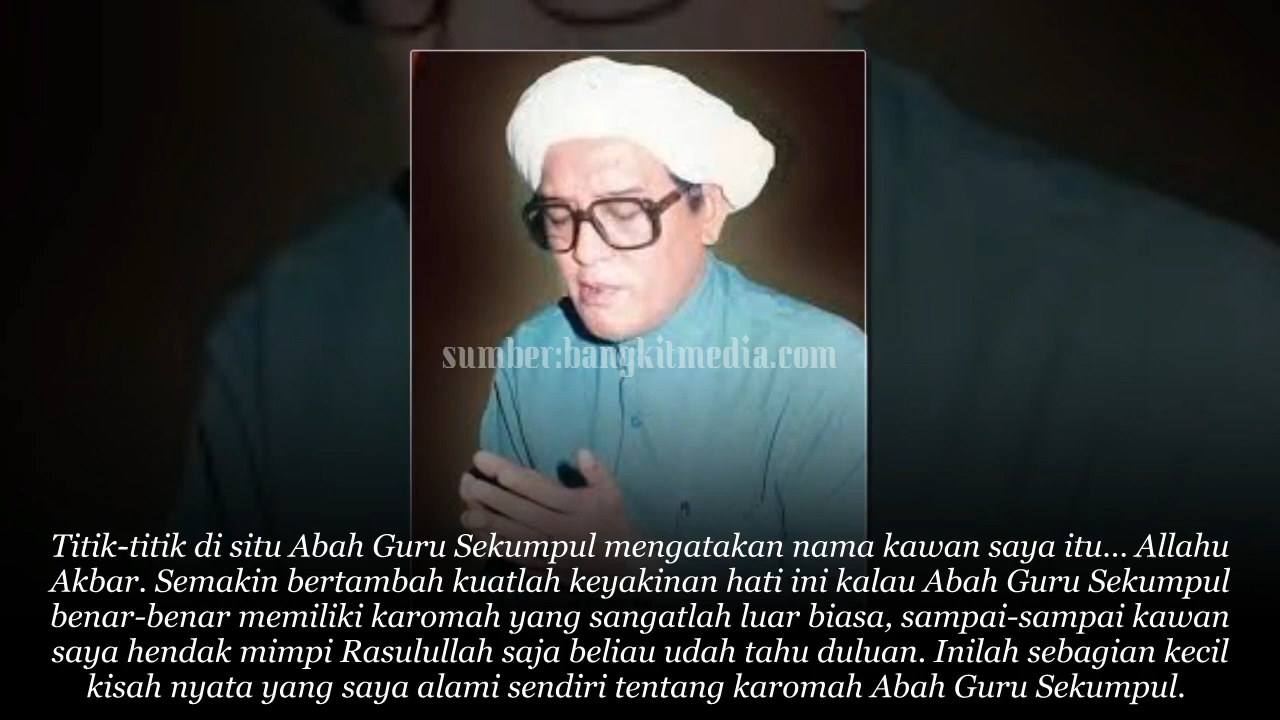 sumber:bangkitmedia.com
Titik-titik di situ Abah Guru Sekumpul mengatakan nama kawan saya itu... Allahu
Akbar. Semakin bertambah kuatlah keyakinan hati ini kalau Abah Guru Sekumpul
benar-benar memiliki karomah yang sangatlah luar biasa, sampai-sampai kawan
saya hendak mimpi Rasulullah saja beliau udah tahu duluan. Inilah sebagian kecil
kisah nyata yang saya alami sendiri tentang karomah Abah Guru Sekumpul.